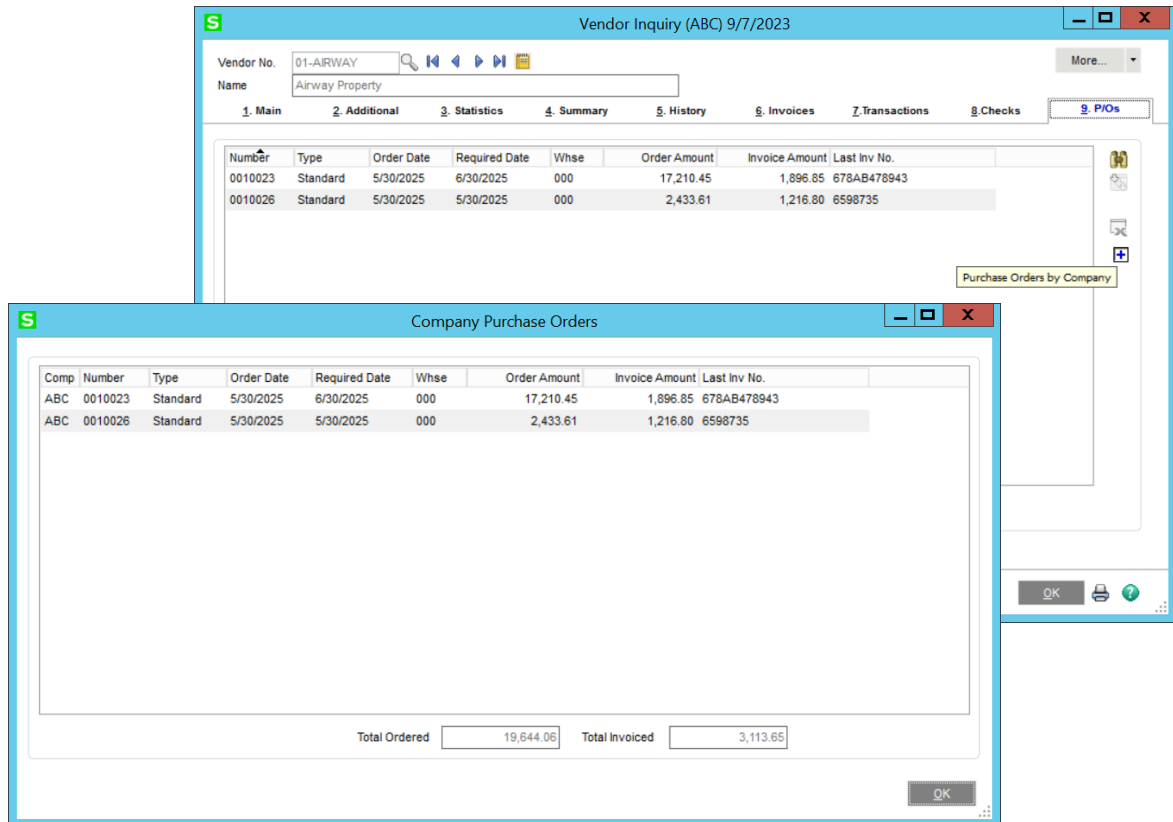 S Vendor Inquiry (ABC) 9/7/2023
Vendor No. 01-AIRWAY More...
Name Airway Property
1. Main 2. Additional 3. Statistics 4. Summary 5. History 6. Invoices 7.Transactions 8.Checks 9. P/Os
Number Type Order Date Required Date Whse Order Amount Invoice Amount Last Inv No.
0010023 Standard 5/30/2025 6/30/2025 000 17,210.45 1,896.85 678AB478943
0010026 Standard 5/30/2025 5/30/2025 000 2,433.61 1,216.80 6598735
Purchase Orders by Company
OK
S Company Purchase Orders
Comp Number Type Order Date Required Date Whse Order Amount Invoice Amount Last Inv No.
ABC 0010023 Standard 5/30/2025 6/30/2025 000 17,210.45 1,896.85 678AB478943
ABC 0010026 Standard 5/30/2025 5/30/2025 000 2,433.61 1,216.80 6598735
Total Ordered 19,644.06 Total Invoiced 3,113.65
OK